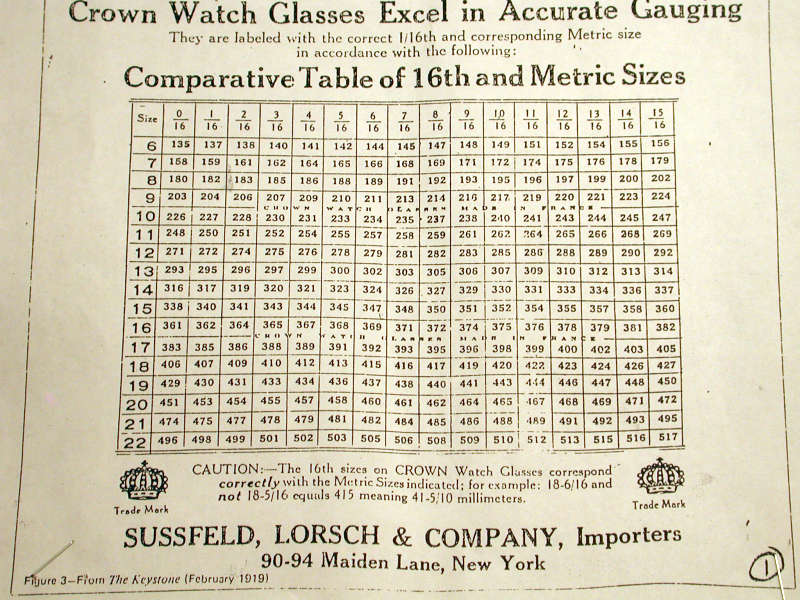 Crown Watch Glasses Excel in Accurate Gauging
They are labeled with the correct 1/16th and corresponding Metric size
in accordance with the following:
Comparative Table of 16th and Metric Sizes
Size 0/16 1/16 2/16 3/16 4/16 5/16 6/16 7/16 8/16 9/16 10/16 11/16 12/16 13/16 14/16 15/16
6 135 137 138 140 141 142 144 145 147 148 149 151 152 154 155 156
7 158 159 161 162 164 165 166 168 169 171 172 174 175 176 178 179
8 180 182 183 185 186 188 189 191 192 193 195 196 197 199 200 202
9 203 204 206 207 209 210 211 213 214 216 217 219 220 221 223 224
CROWN WATCH GLASSES MADE IN FRANCE
10 226 227 228 230 231 233 234 235 237 238 240 241 243 244 245 247
11 248 250 251 252 254 255 257 258 259 261 262 264 265 266 268 269
12 271 272 274 275 276 278 279 281 282 283 285 286 288 289 290 292
13 293 295 296 297 299 300 302 303 305 306 307 309 310 312 313 314
14 316 317 319 320 321 323 324 326 327 329 330 331 333 334 336 337
15 338 340 341 343 344 345 347 348 350 351 352 354 355 357 358 360
16 361 362 364 365 367 368 369 371 372 374 375 376 378 379 381 382
CROWN WATCH GLASSES MADE IN FRANCE
17 383 385 386 388 389 391 392 393 395 396 398 399 400 402 403 405
18 406 407 409 410 412 413 415 416 417 419 420 422 423 424 426 427
19 429 430 431 433 434 436 437 438 440 441 443 444 446 447 448 450
20 451 453 454 455 457 458 460 461 462 464 465 467 468 469 471 472
21 474 475 477 478 479 481 482 484 485 486 488 489 491 492 493 495
22 496 498 499 501 502 503 505 506 508 509 510 512 513 515 516 517
CAUTION:—The 16th sizes on CROWN Watch Glasses correspond
correctly with the Metric Sizes indicated; for example: 18-6/16 and
not 18-5/16 equals 415 meaning 41-5/10 millimeters.
Trade Mark
Trade Mark
SUSSFELD, LORSCH & COMPANY, Importers
90-94 Maiden Lane, New York
Figure 3—From The Keystone (February 1919)
1